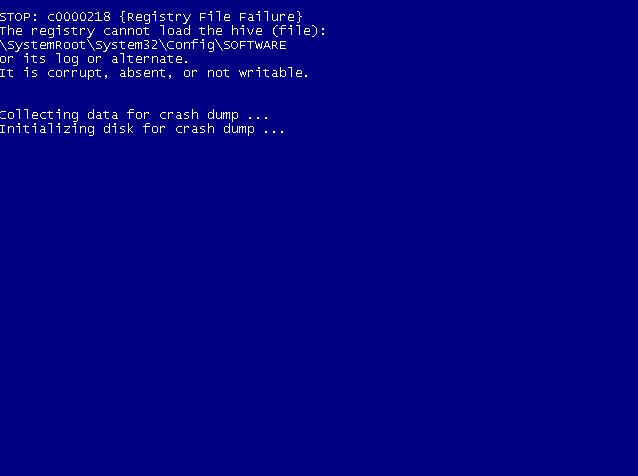 STOP: c0000218 {Registry File Failure}
The registry cannot load the hive (file):
\SystemRoot\System32\Config\SOFTWARE
or its log or alternate.
It is corrupt, absent, or not writable.
Collecting data for crash dump ...
Initializing disk for crash dump ...